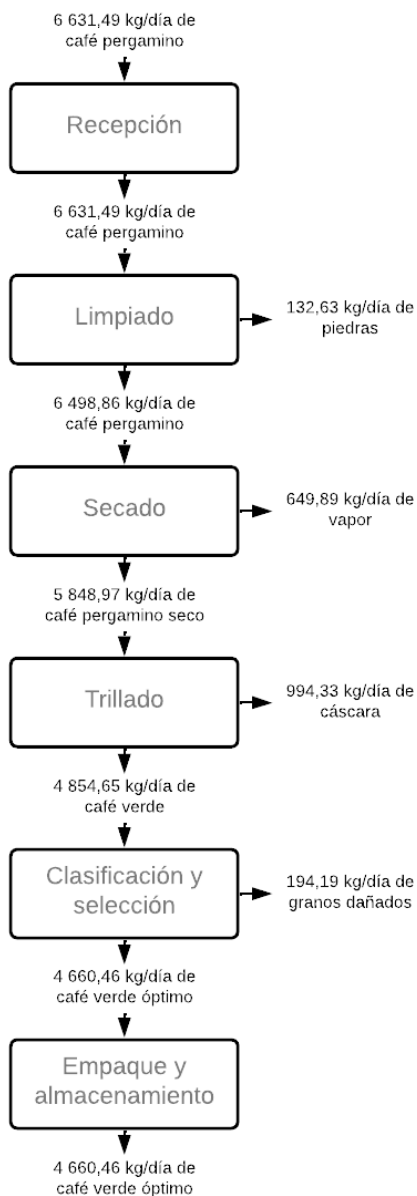 6 631,49 kg/día de
café pergamino
Recepción
6 631,49 kg/día de
café pergamino
Limpiado
132,63 kg/día de
piedras
6 498,86 kg/día de
café pergamino
Secado
649,89 kg/día de
vapor
5 848,97 kg/día de
café pergamino seco
Trillado
994,33 kg/día de
cáscara
4 854,65 kg/día de
café verde
Clasificación y
selección
194,19 kg/día de
granos dañados
4 660,46 kg/día de
café verde óptimo
Empaque y
almacenamiento
4 660,46 kg/día de
café verde óptimo